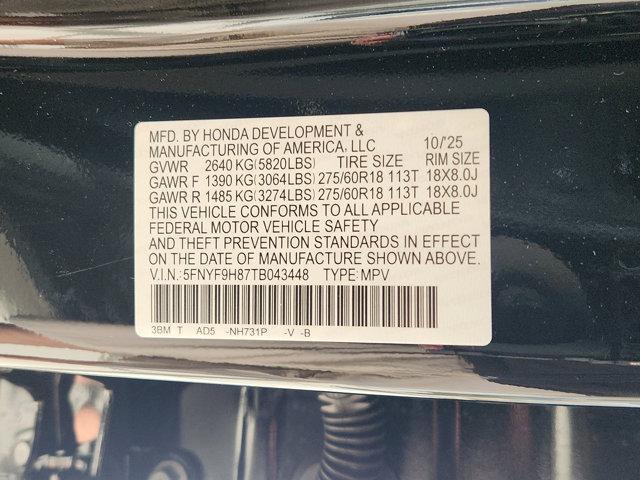 MFD. BY HONDA DEVELOPMENT &
MANUFACTURING OF AMERICA, LLC 10/'25
GVWR 2640 KG(5820LBS) TIRE SIZE RIM SIZE
GAWR F 1390 KG(3064LBS) 275/60R18 113T 18X8.0J
GAWR R 1485 KG(3274LBS) 275/60R18 113T 18X8.0J
THIS VEHICLE CONFORMS TO ALL APPLICABLE
FEDERAL MOTOR VEHICLE SAFETY
AND THEFT PREVENTION STANDARDS IN EFFECT
ON THE DATE OF MANUFACTURE SHOWN ABOVE.
V.I.N.: 5FNYF9H87TB043448 TYPE: MPV
3BM T AD5 -NH731P -V -B